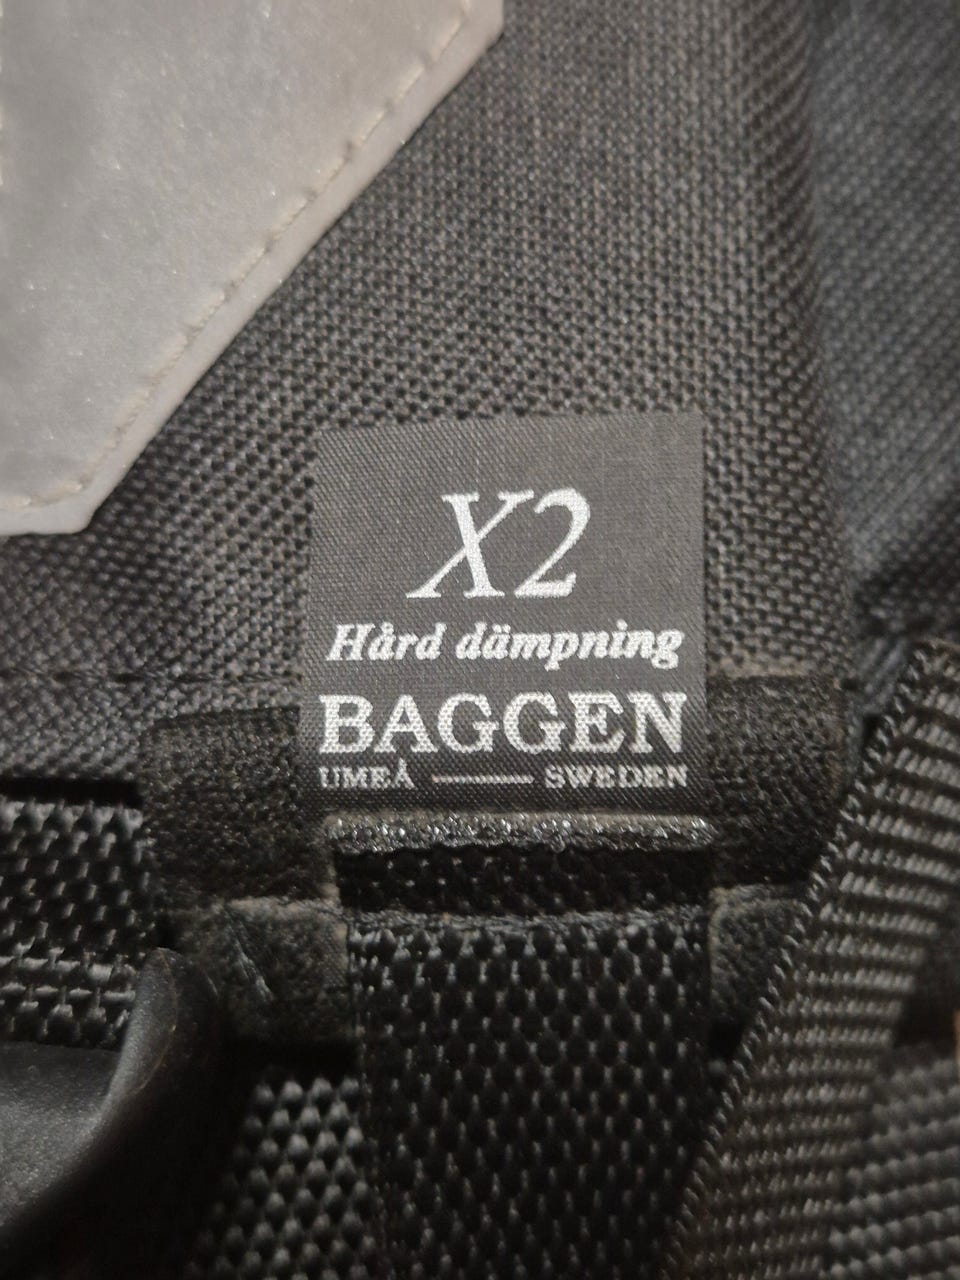 X2
Hård dämpning
BAGGEN
UMEÅ — SWEDEN